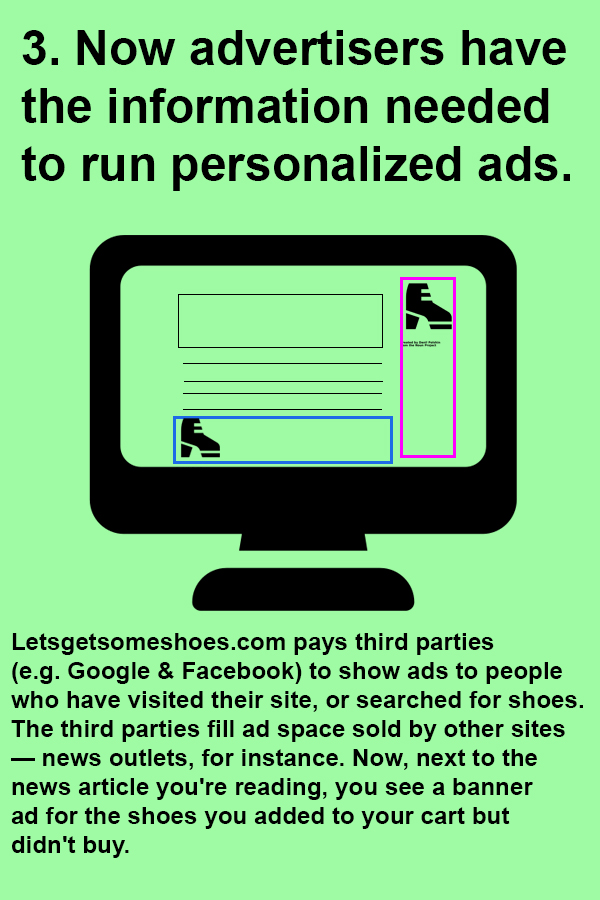 3. Now advertisers have
the information needed
to run personalized ads.
Letsgetsomeshoes.com pays third parties
(e.g. Google & Facebook) to show ads to people
who have visited their site, or searched for shoes.
The third parties fill ad space sold by other sites
— news outlets, for instance. Now, next to the
news article you're reading, you see a banner
ad for the shoes you added to your cart but
didn't buy.